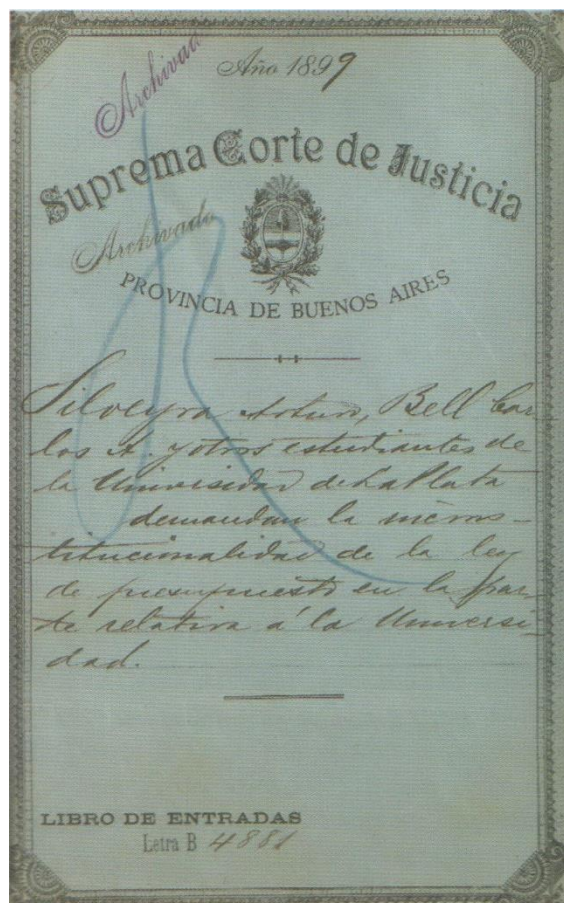 Archivado
Año 1899
Suprema Corte de Justicia
Archivado
PROVINCIA DE BUENOS AIRES
Silveyra Arturo, Bell Car-
los A. y otros estudiantes de
la Universidad de La Plata
demandan la incons-
titucionalidad de la ley
de presupuesto en la par-
te relativa á la Universi-
dad.
LIBRO DE ENTRADAS
Letra B 4881